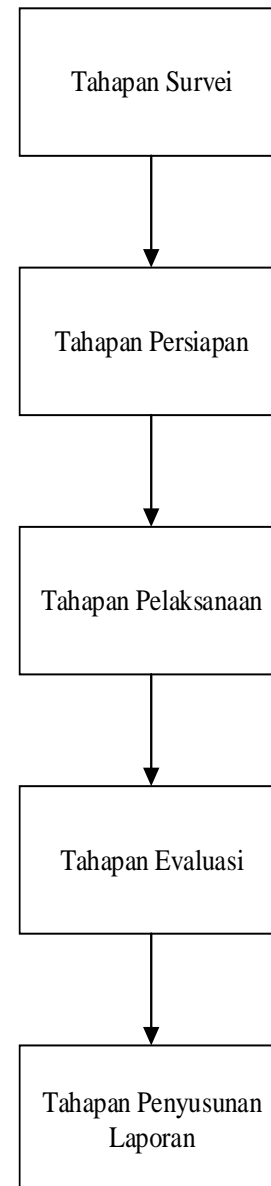 Tahapan Survei
Tahapan Persiapan
Tahapan Pelaksanaan
Tahapan Evaluasi
Tahapan Penyusunan
Laporan